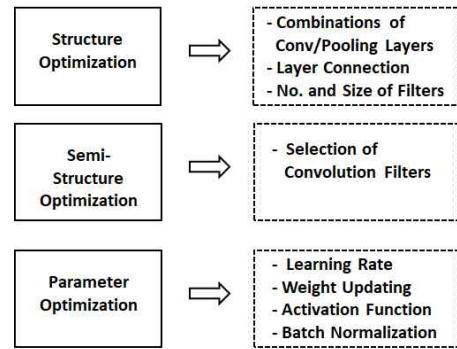 Structure
Optimization
- Combinations of
Conv/Pooling Layers
- Layer Connection
- No. and Size of Filters
Semi-
Structure
Optimization
- Selection of
Convolution Filters
Parameter
Optimization
- Learning Rate
- Weight Updating
- Activation Function
- Batch Normalization